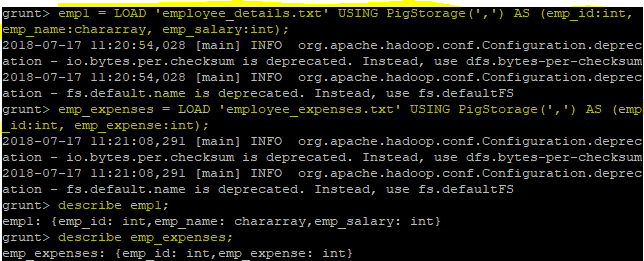 grunt> emp1 = LOAD 'employee_details.txt' USING PigStorage(',') AS (emp_id:int,
emp_name:chararray, emp_salary:int);
2018-07-17 11:20:54,028 [main] INFO  org.apache.hadoop.conf.Configuration.deprec
ation - io.bytes.per.checksum is deprecated. Instead, use dfs.bytes-per-checksum
2018-07-17 11:20:54,028 [main] INFO  org.apache.hadoop.conf.Configuration.deprec
ation - fs.default.name is deprecated. Instead, use fs.defaultFS
grunt> emp_expenses = LOAD 'employee_expenses.txt' USING PigStorage(',') AS (emp
_id:int, emp_expense:int);
2018-07-17 11:21:08,291 [main] INFO  org.apache.hadoop.conf.Configuration.deprec
ation - io.bytes.per.checksum is deprecated. Instead, use dfs.bytes-per-checksum
2018-07-17 11:21:08,291 [main] INFO  org.apache.hadoop.conf.Configuration.deprec
ation - fs.default.name is deprecated. Instead, use fs.defaultFS
grunt> describe emp1;
emp1: {emp_id: int,emp_name: chararray,emp_salary: int}
grunt> describe emp_expenses;
emp_expenses: {emp_id: int,emp_expense: int}